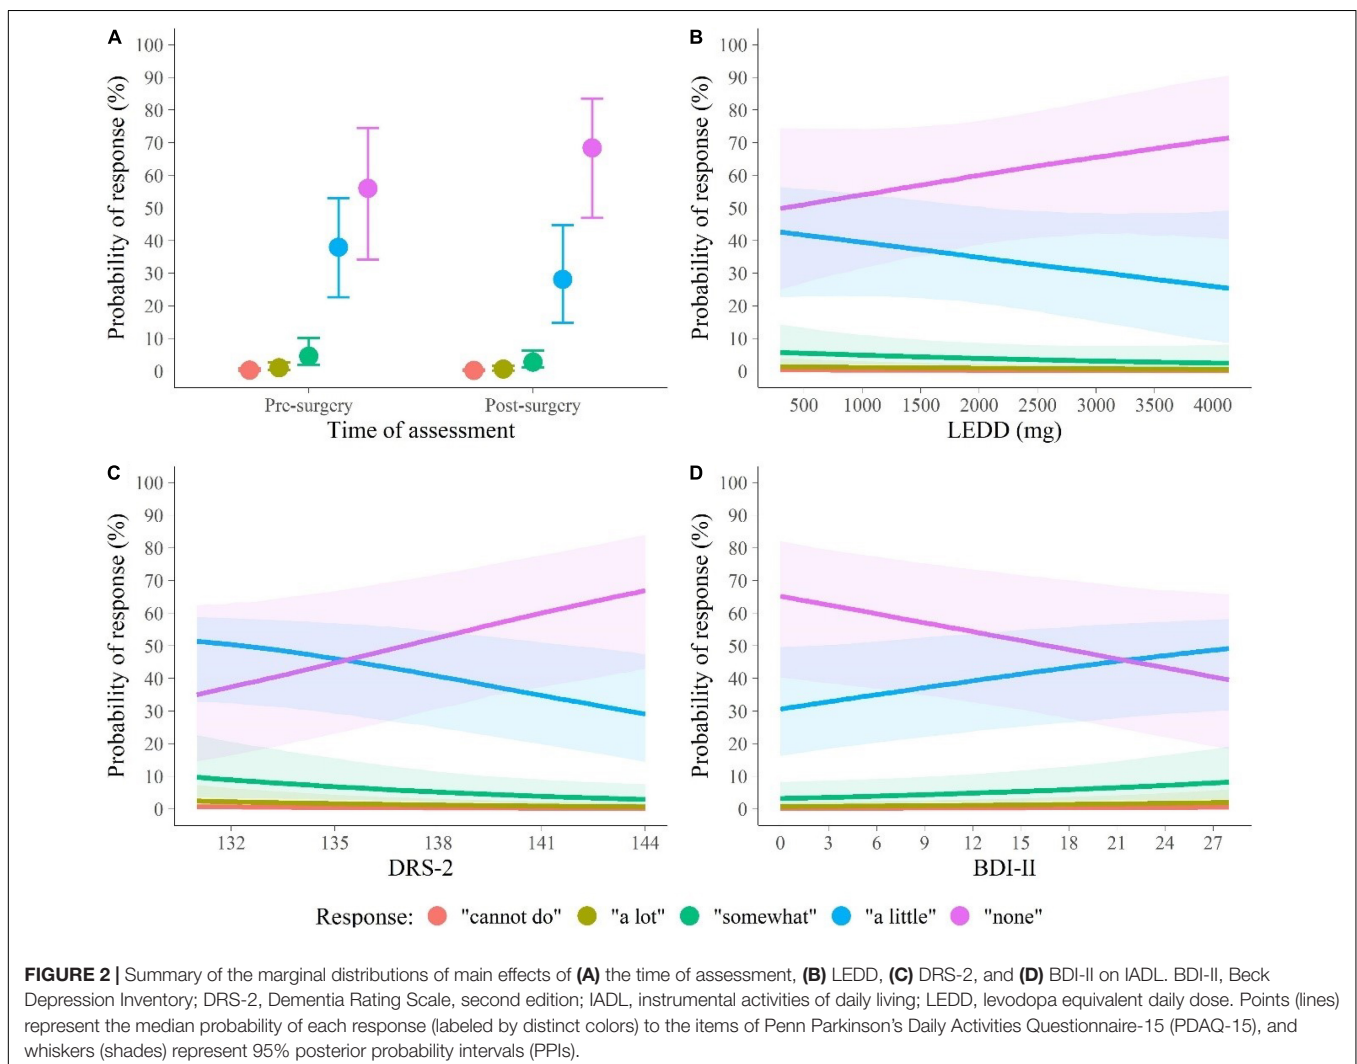 A
100
90
80
70
60
50
40
30
20
10
0
Probability of response (%)
Pre-surgery Post-surgery
Time of assessment
B
100
90
80
70
60
50
40
30
20
10
0
Probability of response (%)
500 1000 1500 2000 2500 3000 3500 4000
LEDD (mg)
C
100
90
80
70
60
50
40
30
20
10
0
Probability of response (%)
132 135 138 141 144
DRS-2
D
100
90
80
70
60
50
40
30
20
10
0
Probability of response (%)
0 3 6 9 12 15 18 21 24 27
BDI-II
Response: "cannot do" "a lot" "somewhat" "a little" "none"
FIGURE 2 | Summary of the marginal distributions of main effects of (A) the time of assessment, (B) LEDD, (C) DRS-2, and (D) BDI-II on IADL. BDI-II, Beck
Depression Inventory; DRS-2, Dementia Rating Scale, second edition; IADL, instrumental activities of daily living; LEDD, levodopa equivalent daily dose. Points (lines)
represent the median probability of each response (labeled by distinct colors) to the items of Penn Parkinson's Daily Activities Questionnaire-15 (PDAQ-15), and
whiskers (shades) represent 95% posterior probability intervals (PPIs).